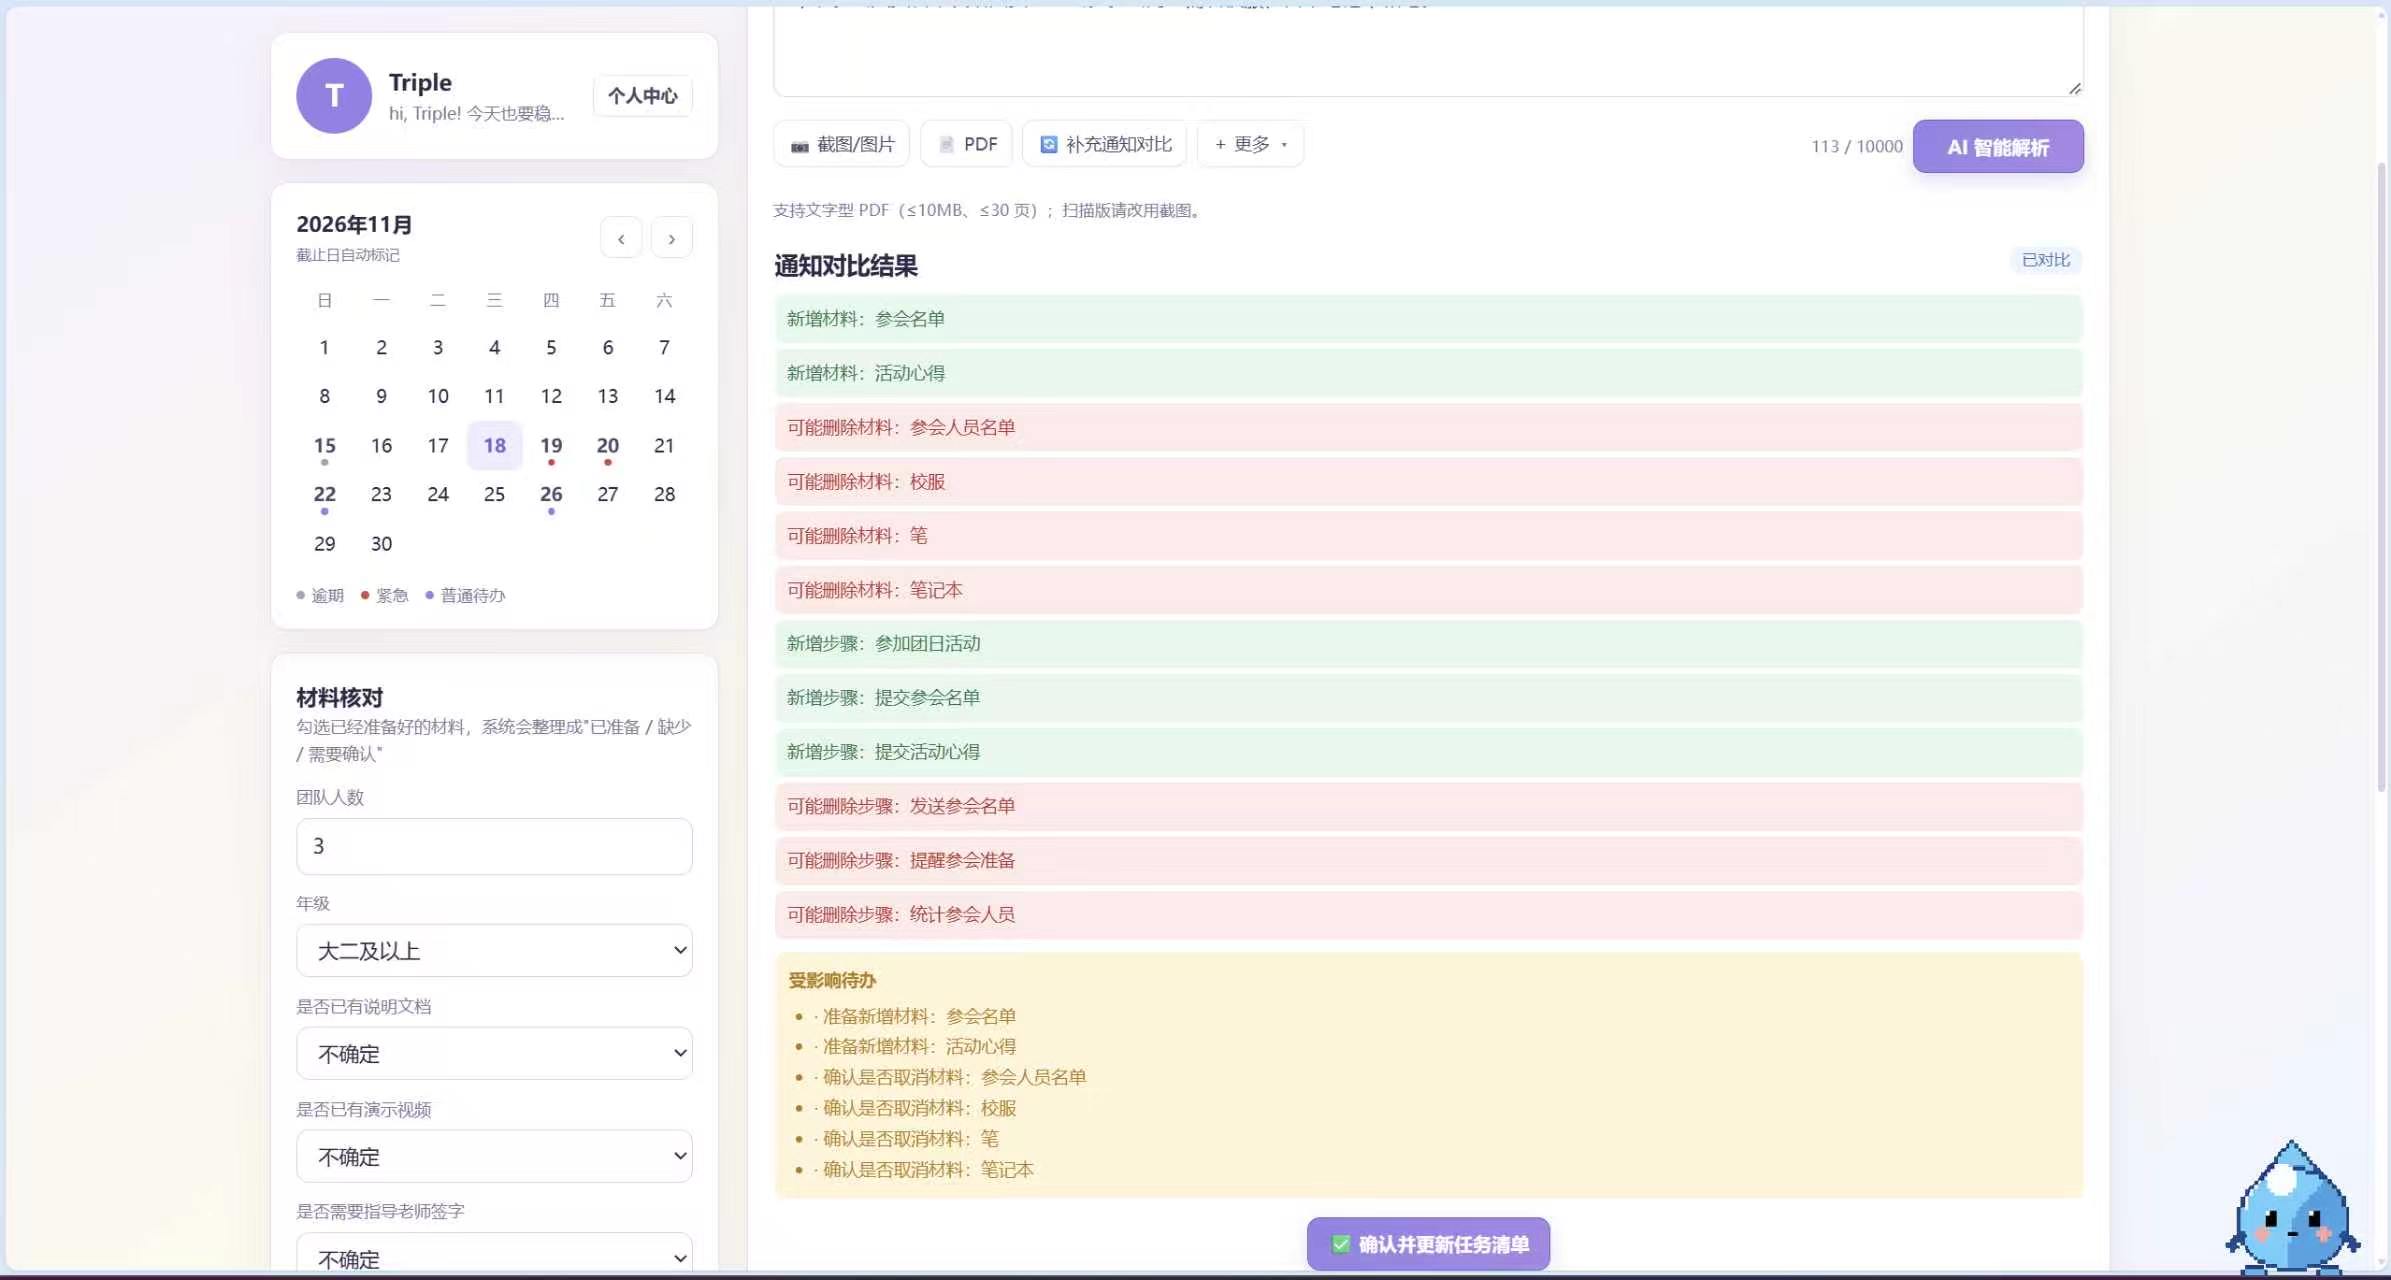 T
Triple
hi, Triple! 今天也要稳...
个人中心
2026年11月
截止日自动标记
‹ ›
日 一 二 三 四 五 六
1 2 3 4 5 6 7
8 9 10 11 12 13 14
15 16 17 18 19 20 21
22 23 24 25 26 27 28
29 30
逾期 紧急 普通待办
材料核对
勾选已经准备好的材料，系统会整理成"已准备 / 缺少
/ 需要确认"
团队人数
3
年级
大二及以上
是否已有说明文档
不确定
是否已有演示视频
不确定
是否需要指导老师签字
不确定
截图/图片 PDF 补充通知对比 + 更多
113 / 10000
AI 智能解析
支持文字型 PDF（≤10MB、≤30 页）；扫描版请改用截图。
通知对比结果
已对比
新增材料：参会名单
新增材料：活动心得
可能删除材料：参会人员名单
可能删除材料：校服
可能删除材料：笔
可能删除材料：笔记本
新增步骤：参加团日活动
新增步骤：提交参会名单
新增步骤：提交活动心得
可能删除步骤：发送参会名单
可能删除步骤：提醒参会准备
可能删除步骤：统计参会人员
受影响待办
• · 准备新增材料：参会名单
• · 准备新增材料：活动心得
• · 确认是否取消材料：参会人员名单
• · 确认是否取消材料：校服
• · 确认是否取消材料：笔
• · 确认是否取消材料：笔记本
✅ 确认并更新任务清单